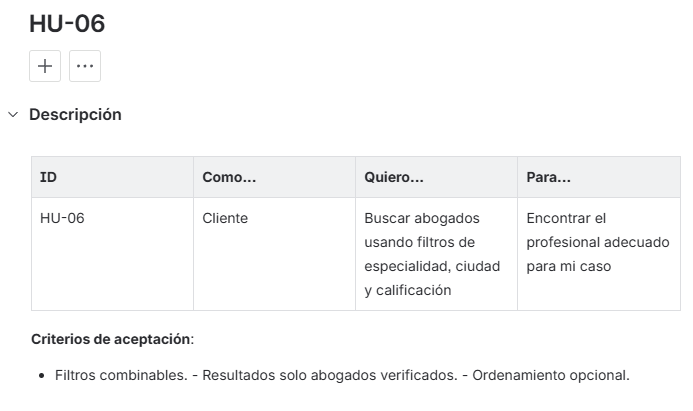 HU-06
Descripción
ID
Como...
Quiero...
Para...
HU-06
Cliente
Buscar abogados
usando filtros de
especialidad, ciudad
y calificación
Encontrar el
profesional adecuado
para mi caso
Criterios de aceptación:
• Filtros combinables. - Resultados solo abogados verificados. - Ordenamiento opcional.